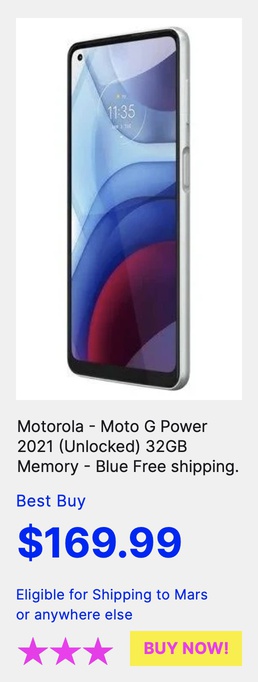 11:35
Motorola - Moto G Power
2021 (Unlocked) 32GB
Memory - Blue Free shipping.
Best Buy
$169.99
Eligible for Shipping to Mars
or anywhere else
BUY NOW!